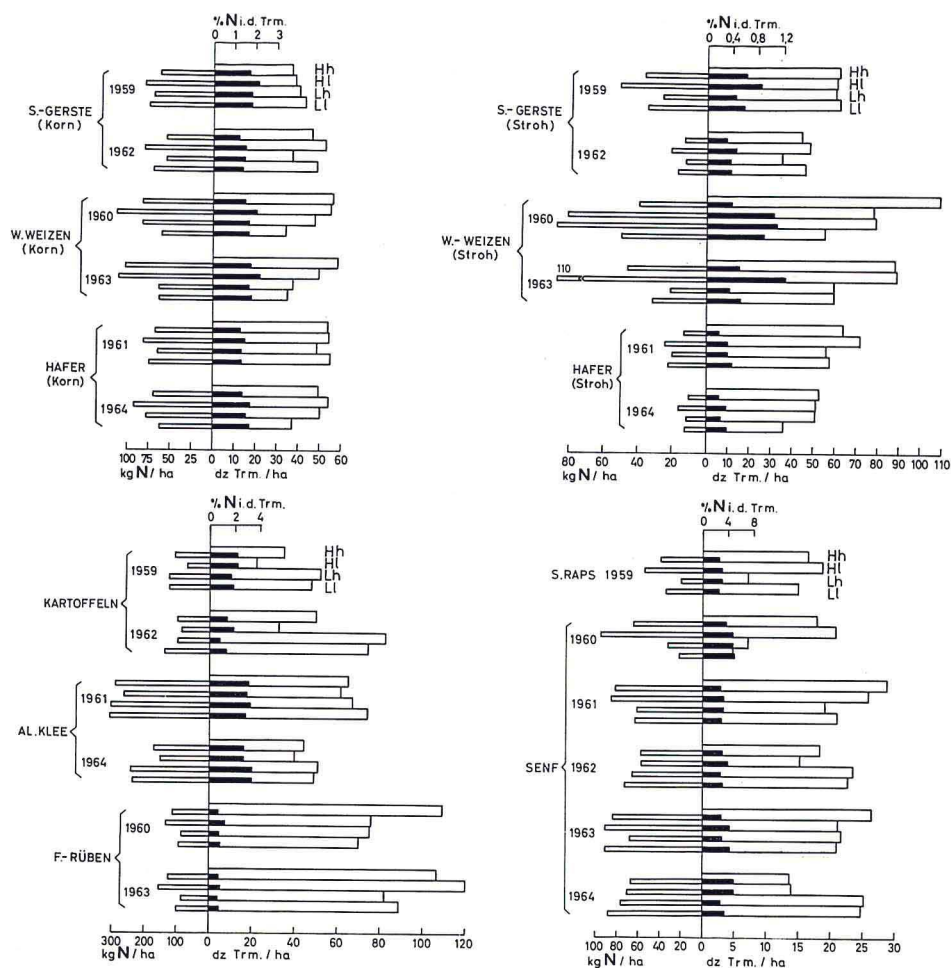 %N i.d. Trm.
0 1 2 3
S.-GERSTE
(Korn)
1959
1962
Hh
Hl
Lh
Ll
W.WEIZEN
(Korn)
1960
1963
HAFER
(Korn)
1961
1964
100 75 50 25 0 10 20 30 40 50 60
kg N / ha dz Trm. / ha
%N i.d. Trm.
0 0,4 0,8 1,2
S.-GERSTE
(Stroh)
1959
1962
Hh
Hl
Lh
Ll
W.-WEIZEN
(Stroh)
1960
1963
110
HAFER
(Stroh)
1961
1964
80 60 40 20 0 10 20 30 40 50 60 70 80 90 100 110
kg N / ha dz Trm. / ha
%N i.d. Trm.
0 2 4
KARTOFFELN
1959
1962
Hh
Hl
Lh
Ll
AL.KLEE
1961
1964
F.-RÜBEN
1960
1963
300 200 100 0 20 40 60 80 100 120
kg N / ha dz Trm. / ha
%N i.d. Trm.
0 4 8
S.RAPS 1959
Hh
Hl
Lh
Ll
SENF
1960
1961
1962
1963
1964
100 80 60 40 20 0 5 10 15 20 25 30
kg N / ha dz Trm. / ha